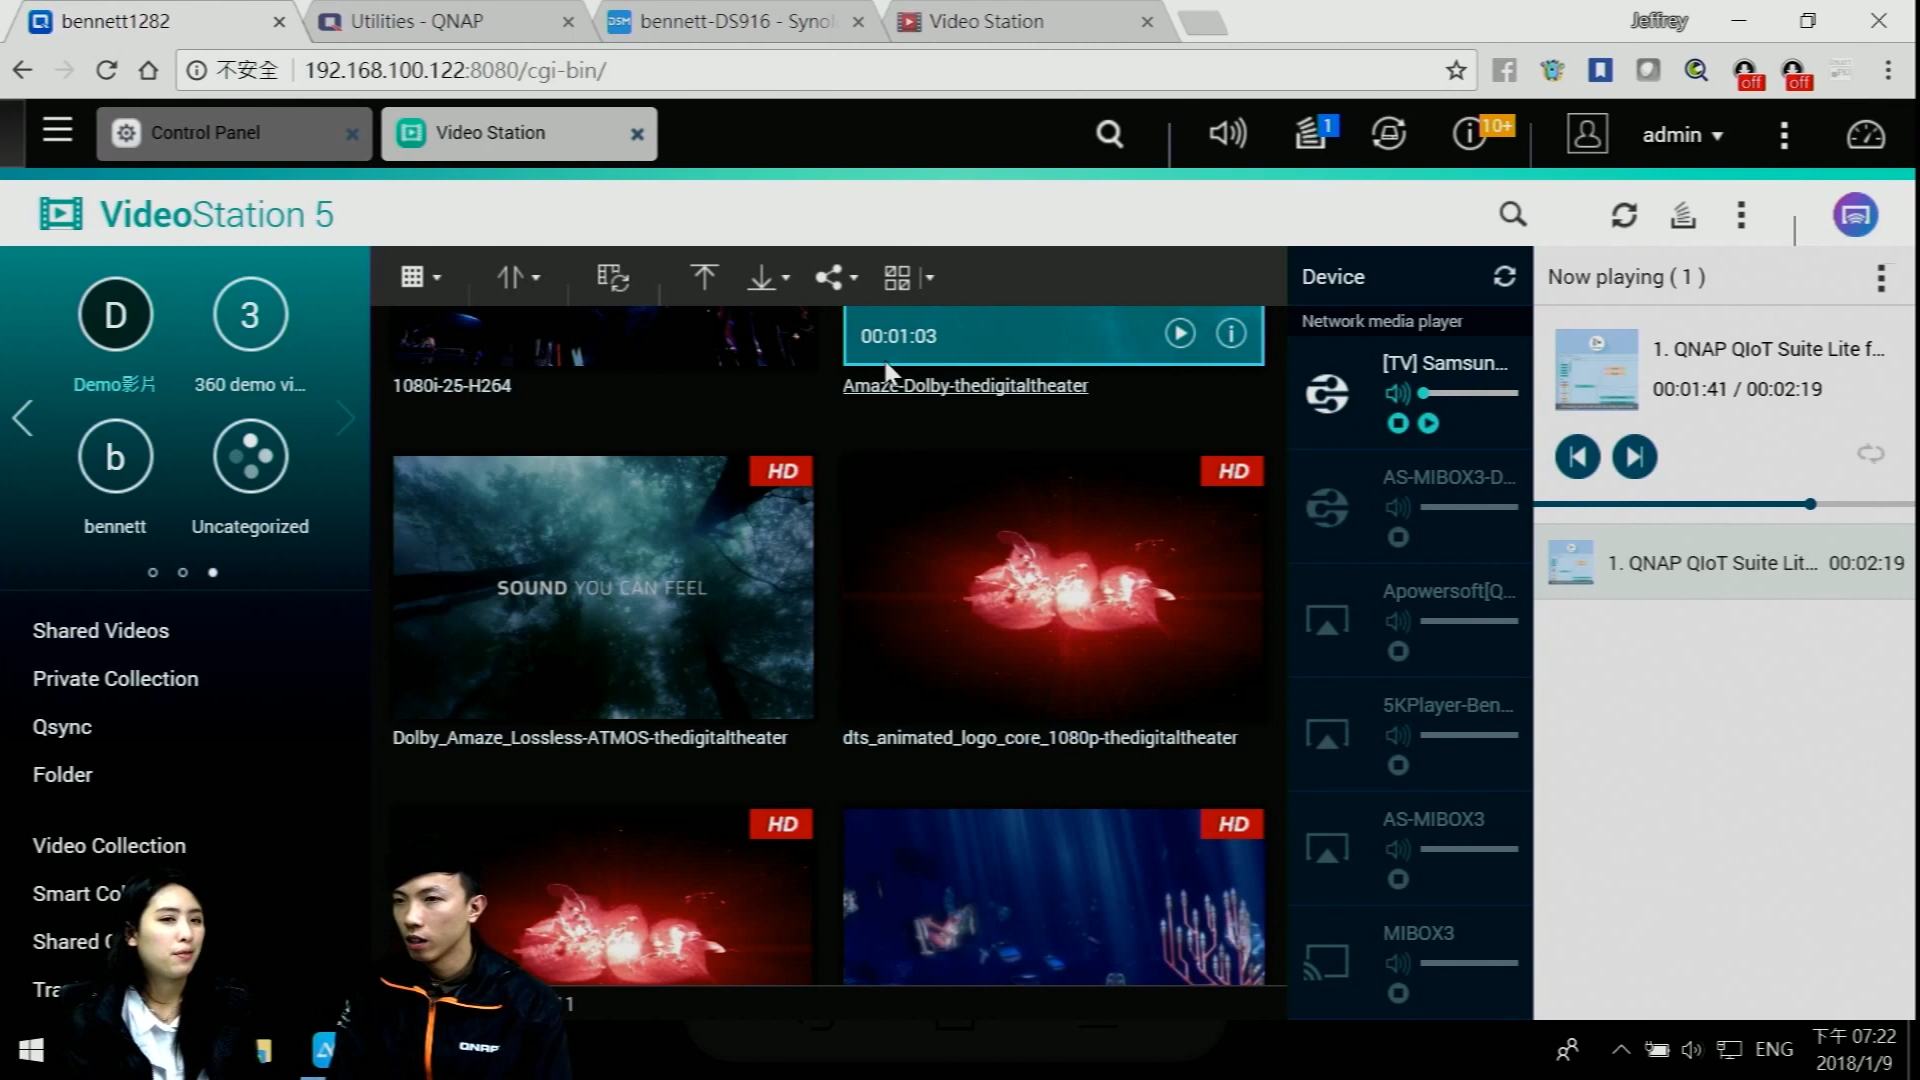 bennett1282
Utilities - QNAP
DSM
bennett-DS916 - Synol
Video Station
Jeffrey
不安全
192.168.100.122:8080/cgi-bin/
off
off
Control Panel
Video Station
1
10+
admin
VideoStation 5
D
3
Demo影片
360 demo vi...
b
bennett
Uncategorized
Shared Videos
Private Collection
Qsync
Folder
Video Collection
Smart Co
Shared
Tra
00:01:03
1080i-25-H264
Amaze-Dolby-thedigitaltheater
HD
HD
SOUND YOU CAN FEEL
Dolby_Amaze_Lossless-ATMOS-thedigitaltheater
dts_animated_logo_core_1080p-thedigitaltheater
HD
HD
QNAP
Device
Network media player
[TV] Samsun...
AS-MIBOX3-D...
Apowersoft[Q...
5KPlayer-Ben...
AS-MIBOX3
MIBOX3
Now playing ( 1 )
1. QNAP QIoT Suite Lite f...
00:01:41 / 00:02:19
1. QNAP QIoT Suite Lit... 00:02:19
ENG
下午 07:22
2018/1/9